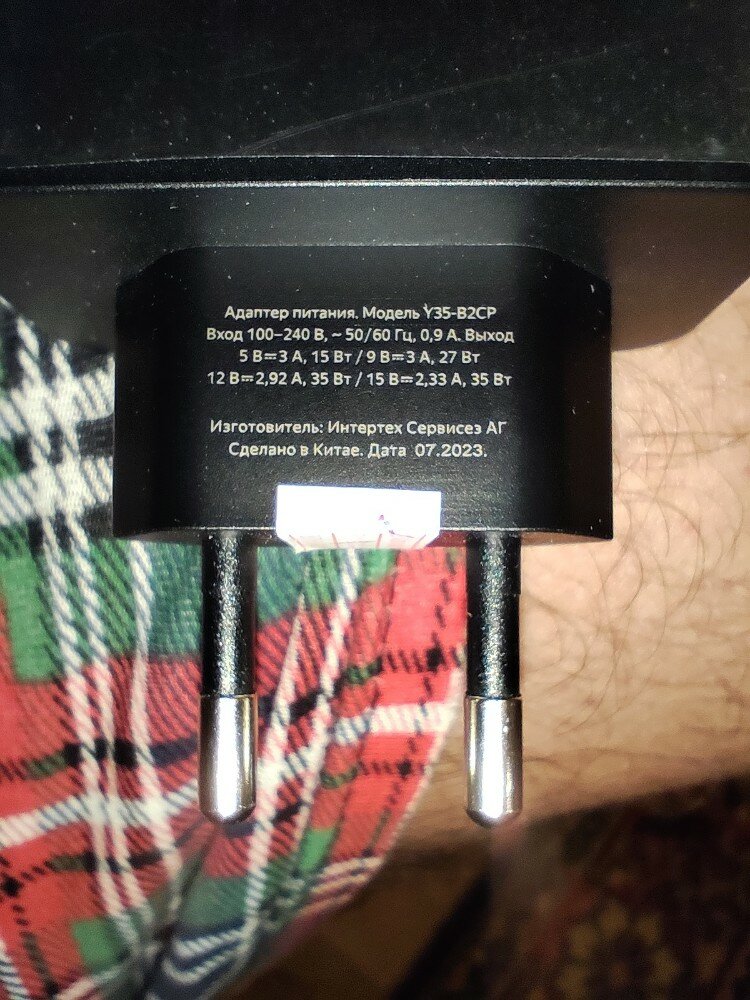 Адаптер питания. Модель Y35-B2CP
Вход 100–240 В, ~ 50/60 Гц, 0,9 А. Выход
5 В⎓3 А, 15 Вт / 9 В⎓3 А, 27 Вт
12 В⎓2,92 А, 35 Вт / 15 В⎓2,33 А, 35 Вт
Изготовитель: Интертех Сервисез АГ
Сделано в Китае. Дата 07.2023.